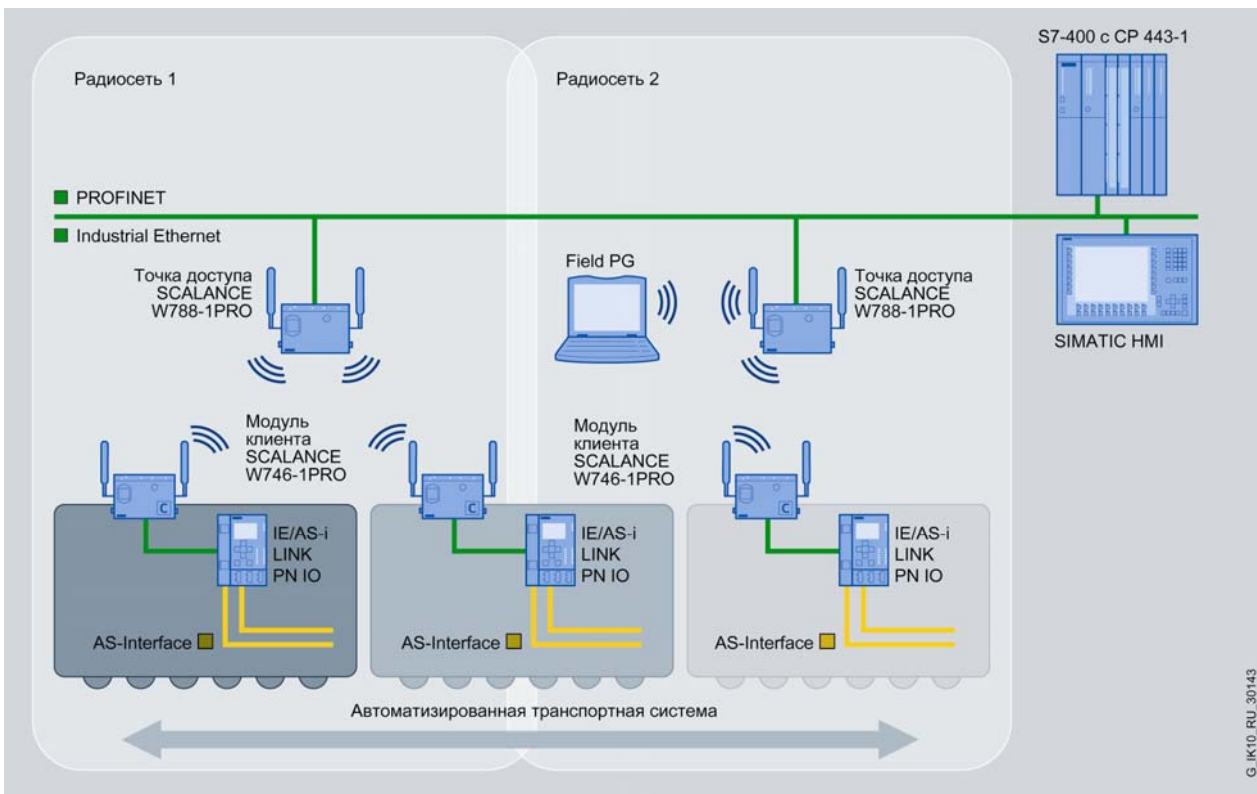 S7-400 с CP 443-1
Радиосеть 1
Радиосеть 2
PROFINET
Industrial Ethernet
Точка доступа
SCALANCE
W788-1PRO
Field PG
Точка доступа
SCALANCE
W788-1PRO
SIMATIC HMI
Модуль
клиента
SCALANCE
W746-1PRO
Модуль
клиента
SCALANCE
W746-1PRO
C
IE/AS-i
LINK
PN IO
AS-Interface
C
IE/AS-i
LINK
PN IO
AS-Interface
C
IE/AS-i
LINK
PN IO
AS-Interface
Автоматизированная транспортная система
G_IK10_RU_30143